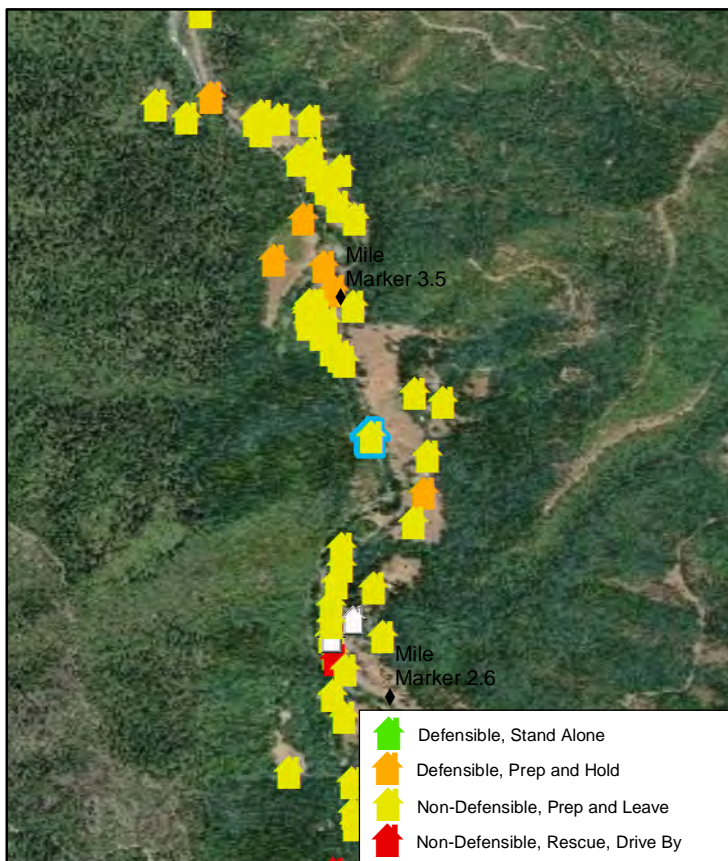 Mile
Marker 3.5
Mile
Marker 2.6
Defensible, Stand Alone
Defensible, Prep and Hold
Non-Defensible, Prep and Leave
Non-Defensible, Rescue, Drive By